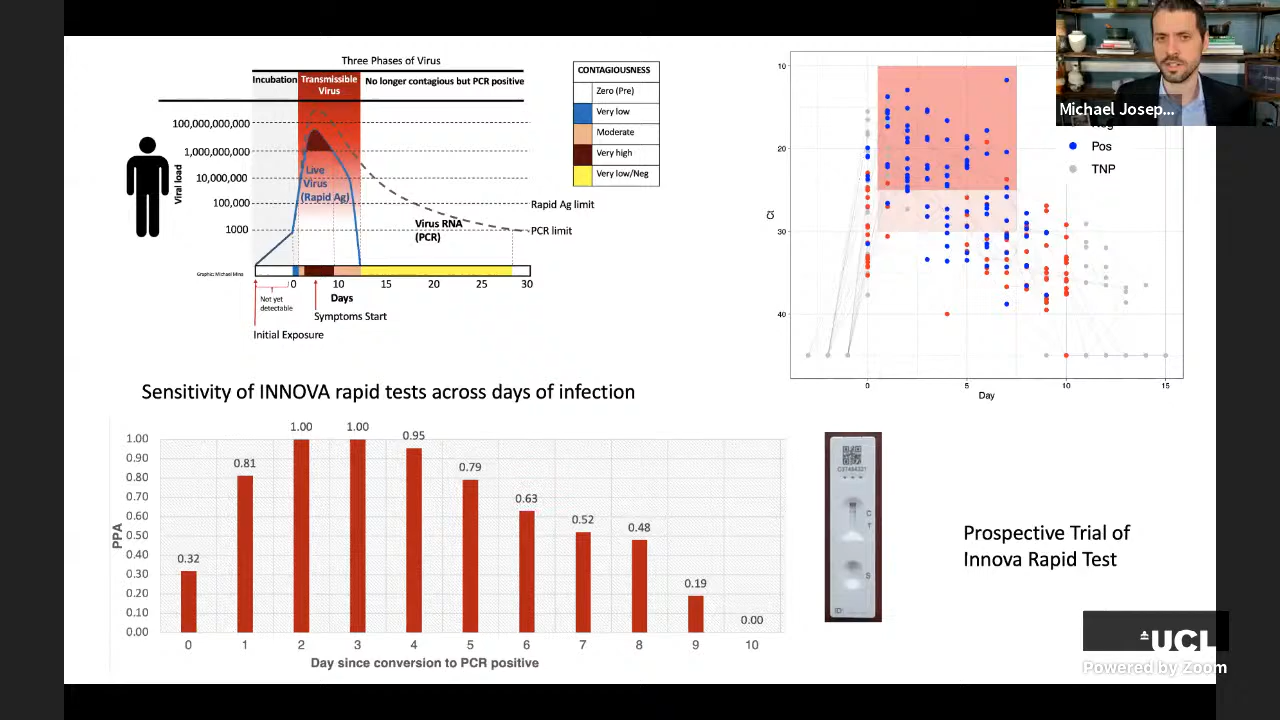 Three Phases of Virus
Incubation
Transmissible
Virus
No longer contagious but PCR positive
Viral load
100,000,000,000
1,000,000,000
10,000,000
100,000
1000
Live
Virus
(Rapid Ag)
Virus RNA
(PCR)
Rapid Ag limit
PCR limit
Graphic: Michael Mina
0 5 10 15 20 25 30
Not yet
detectable
Days
Symptoms Start
Initial Exposure
CONTAGIOUSNESS
Zero (Pre)
Very low
Moderate
Very high
Very low/Neg
Michael Josep...
Pos
TNP
10
20
30
40
Ct
0 5 10 15
Day
Sensitivity of INNOVA rapid tests across days of infection
PPA
1.00
0.90
0.80
0.70
0.60
0.50
0.40
0.30
0.20
0.10
0.00
0.32 0.81 1.00 1.00 0.95 0.79 0.63 0.52 0.48 0.19 0.00
0 1 2 3 4 5 6 7 8 9 10
Day since conversion to PCR positive
C
T
S
Prospective Trial of
Innova Rapid Test
UCL
Powered by Zoom